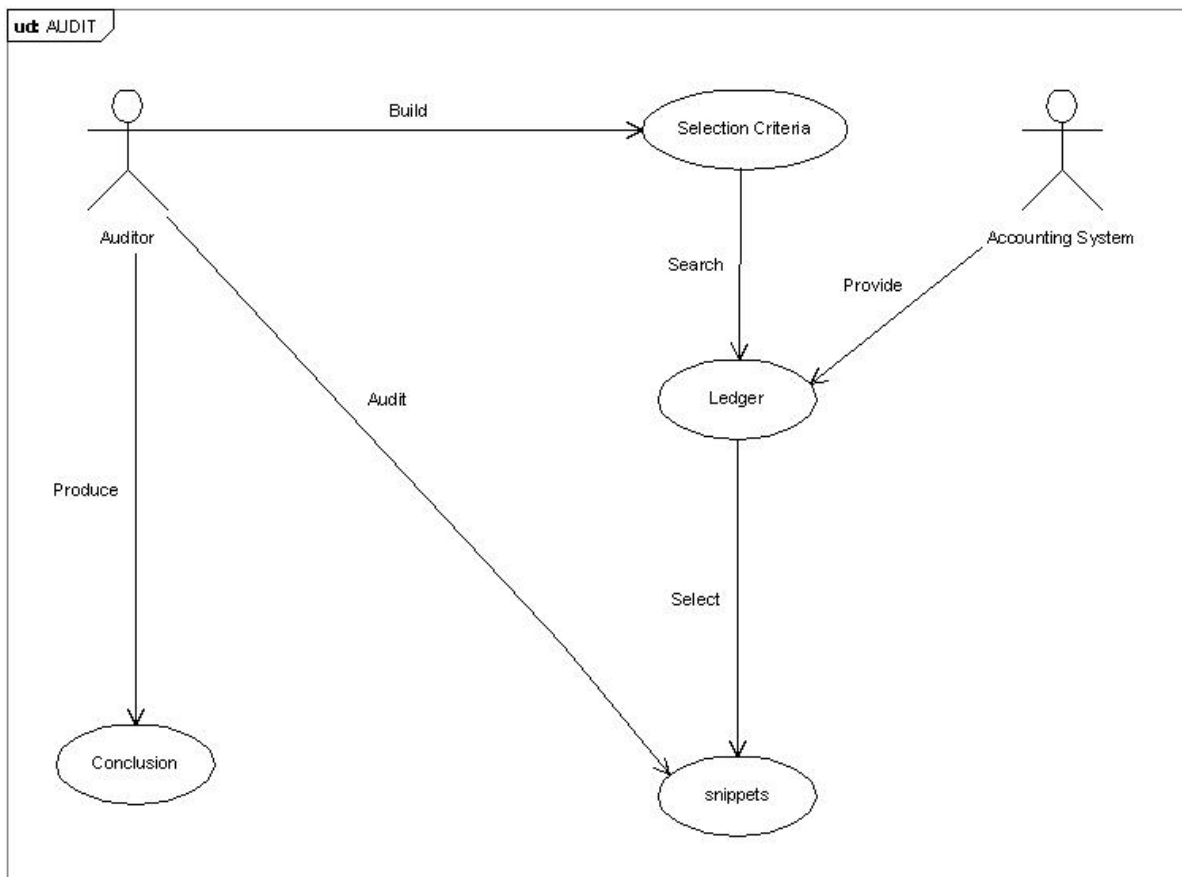 ud: AUDIT
Build
Selection Criteria
Auditor
Accounting System
Search
Provide
Ledger
Audit
Produce
Select
Conclusion
snippets